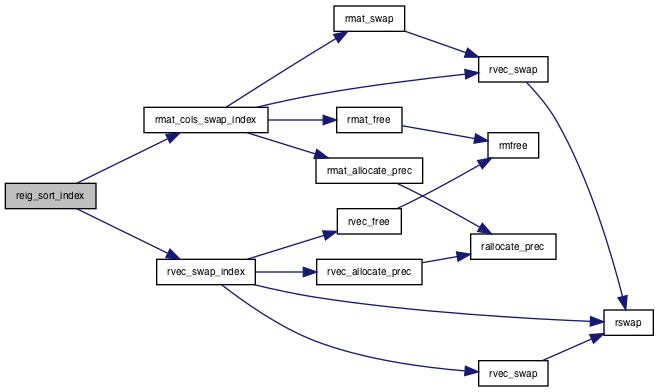 rmat_swap
rvec_swap
rmat_cols_swap_index
rmat_free
rmfree
rmat_allocate_prec
reig_sort_index
rvec_free
rallocate_prec
rvec_swap_index
rvec_allocate_prec
rswap
rvec_swap